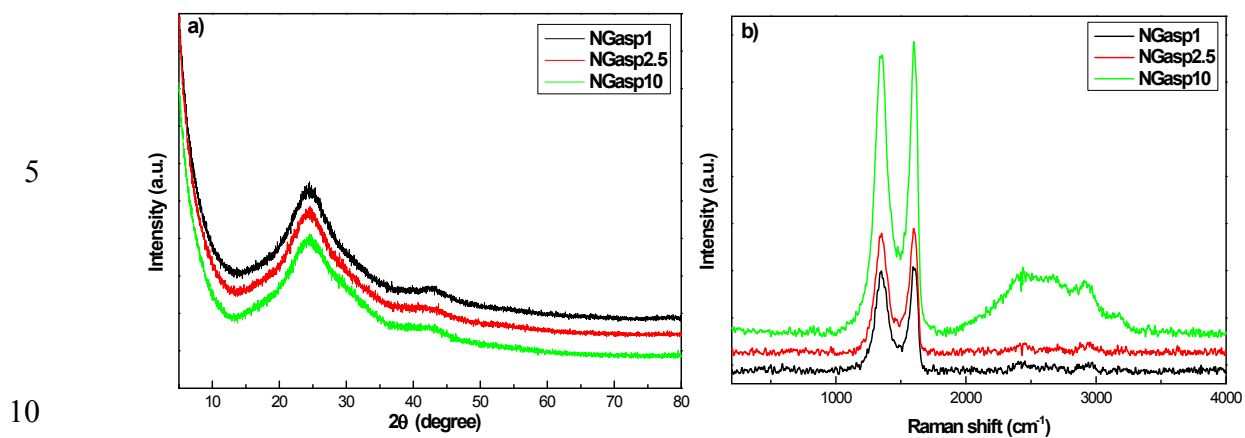 5
10
a)
NGasp1
NGasp2.5
NGasp10
Intensity (a.u.)
10 20 30 40 50 60 70 80
2θ (degree)
b)
NGasp1
NGasp2.5
NGasp10
Intensity (a.u.)
1000 2000 3000 4000
Raman shift (cm⁻¹)